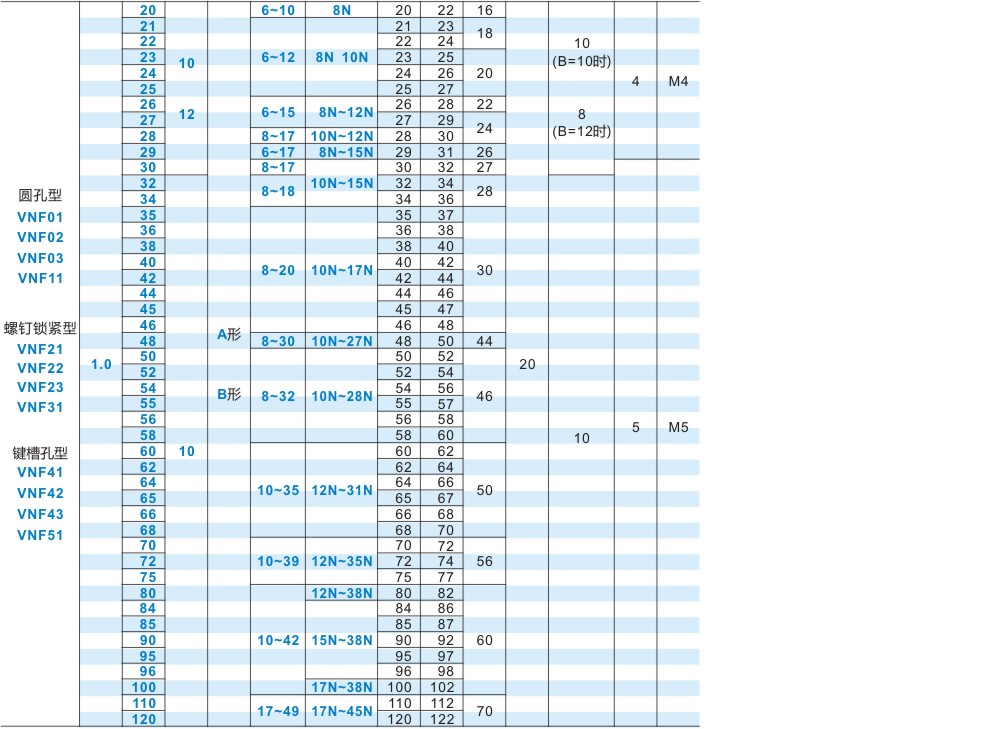 20 6~10 8N 20 22 16
21 21 23 18
22 22 24 10
23 10 6~12 8N 10N 23 25 (B=10时)
24 24 26 20 4 M4
25 25 27
26 12 26 28 22 8
27 6~15 8N~12N 27 29 24 (B=12时)
28 8~17 10N~12N 28 30
29 6~17 8N~15N 29 31 26
30 8~17 30 32 27
圆孔型 32 8~18 10N~15N 32 34 28
34 34 36
VNF01 35 35 37
VNF02 36 36 38
38 38 40
VNF03 40 8~20 10N~17N 40 42 30
VNF11 42 42 44
44 44 46
45 45 47
螺钉锁紧型 46 A形 46 48
VNF21 48 8~30 10N~27N 48 50 44
50 50 52
VNF22 1.0 52 52 54 20
VNF23 54 B形 8~32 10N~28N 54 56 46
VNF31 55 55 57
56 56 58 5 M5
58 58 60 10
键槽孔型 60 10 60 62
VNF41 62 62 64
64 64 66
VNF42 65 10~35 12N~31N 65 67 50
VNF43 66 66 68
VNF51 68 68 70
70 70 72
72 10~39 12N~35N 72 74 56
75 75 77
80 12N~38N 80 82
84 84 86
85 85 87
90 10~42 15N~38N 90 92 60
95 95 97
96 96 98
100 17N~38N 100 102
110 17~49 17N~45N 110 112 70
120 120 122